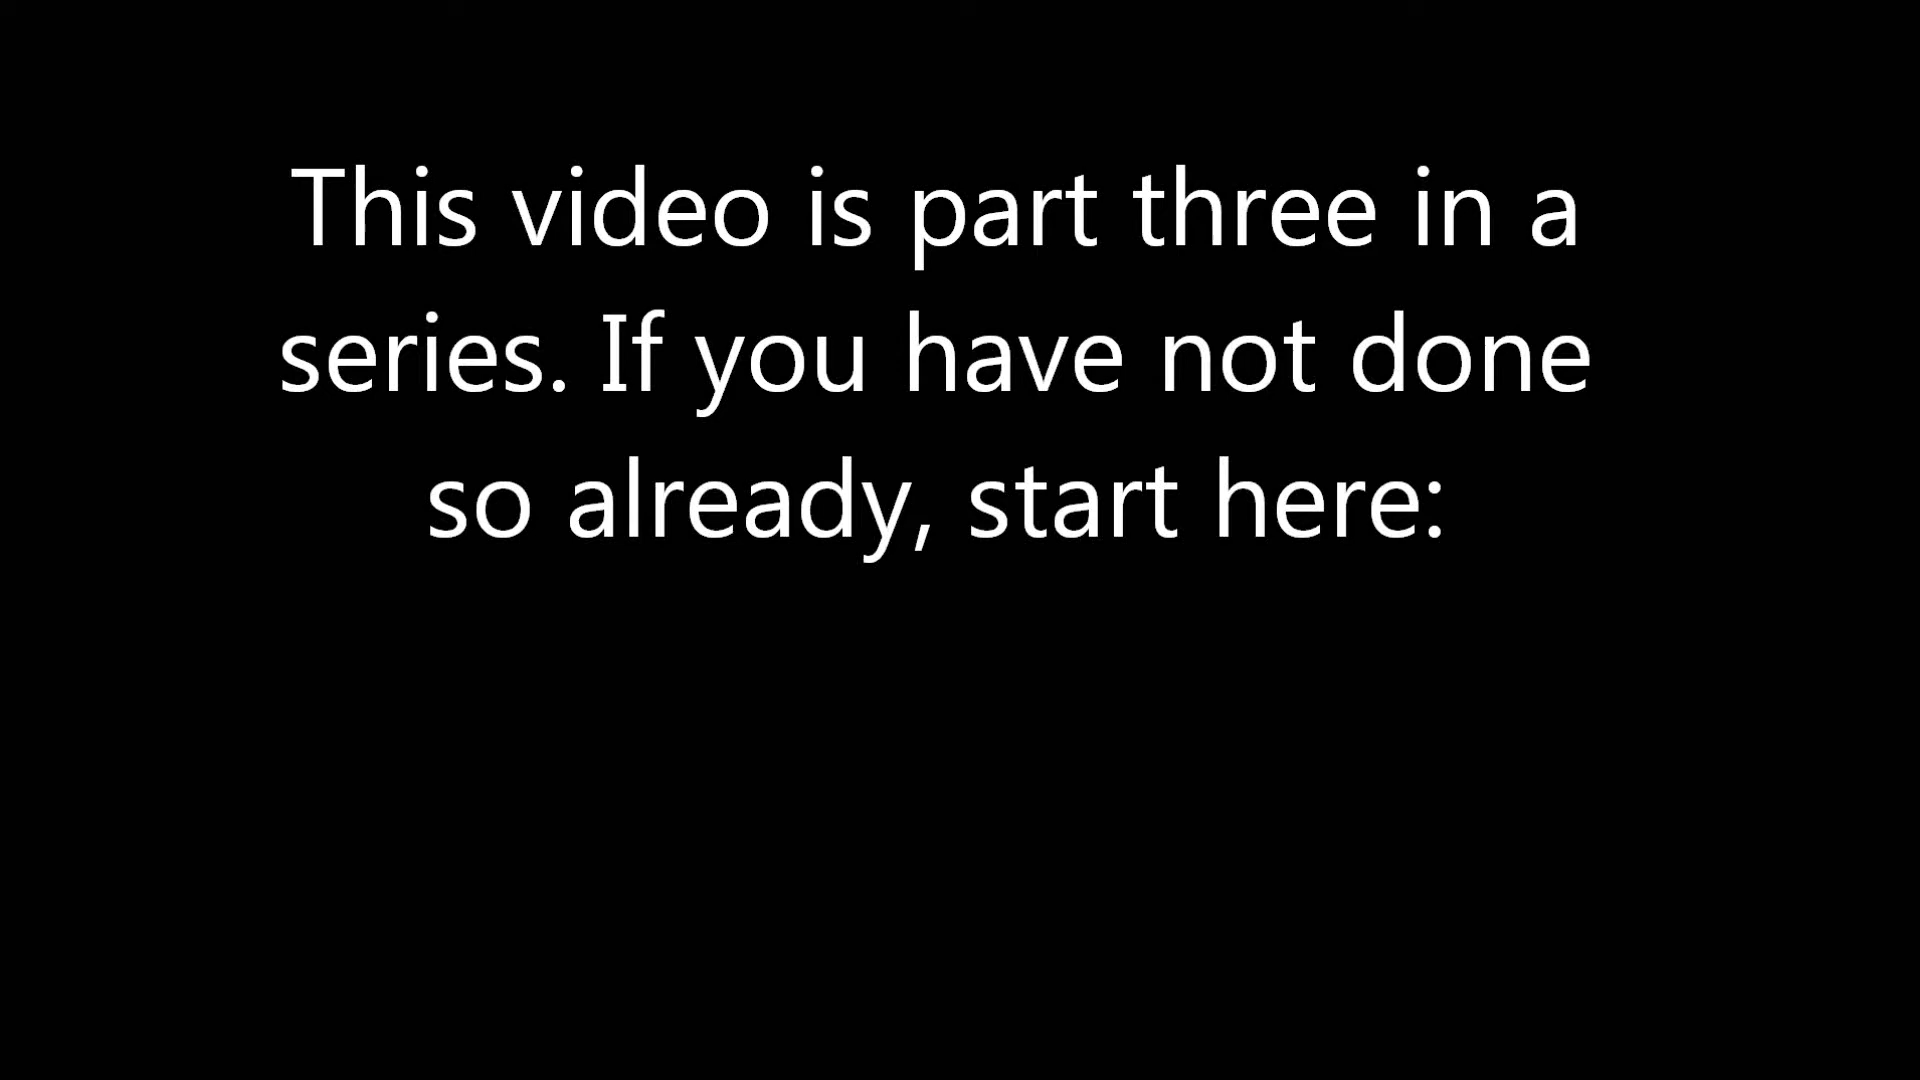 This video is part three in a
series. If you have not done
so already, start here: